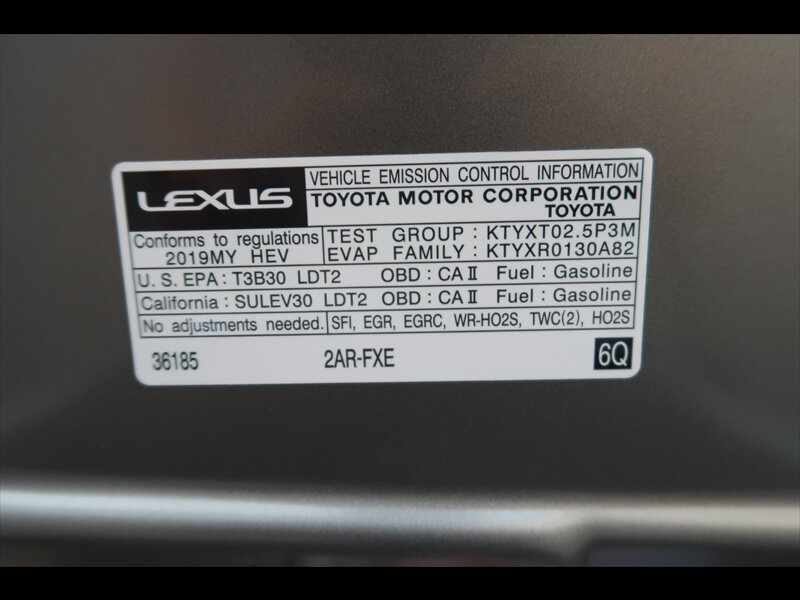 LEXUS
VEHICLE EMISSION CONTROL INFORMATION
TOYOTA MOTOR CORPORATION
TOYOTA
Conforms to regulations
2019MY HEV
TEST GROUP : KTYXT02.5P3M
EVAP FAMILY : KTYXR0130A82
U. S. EPA : T3B30 LDT2 OBD : CA II Fuel : Gasoline
California : SULEV30 LDT2 OBD : CA II Fuel : Gasoline
No adjustments needed. SFI, EGR, EGRC, WR-HO2S, TWC(2), HO2S
36185 2AR-FXE 6Q